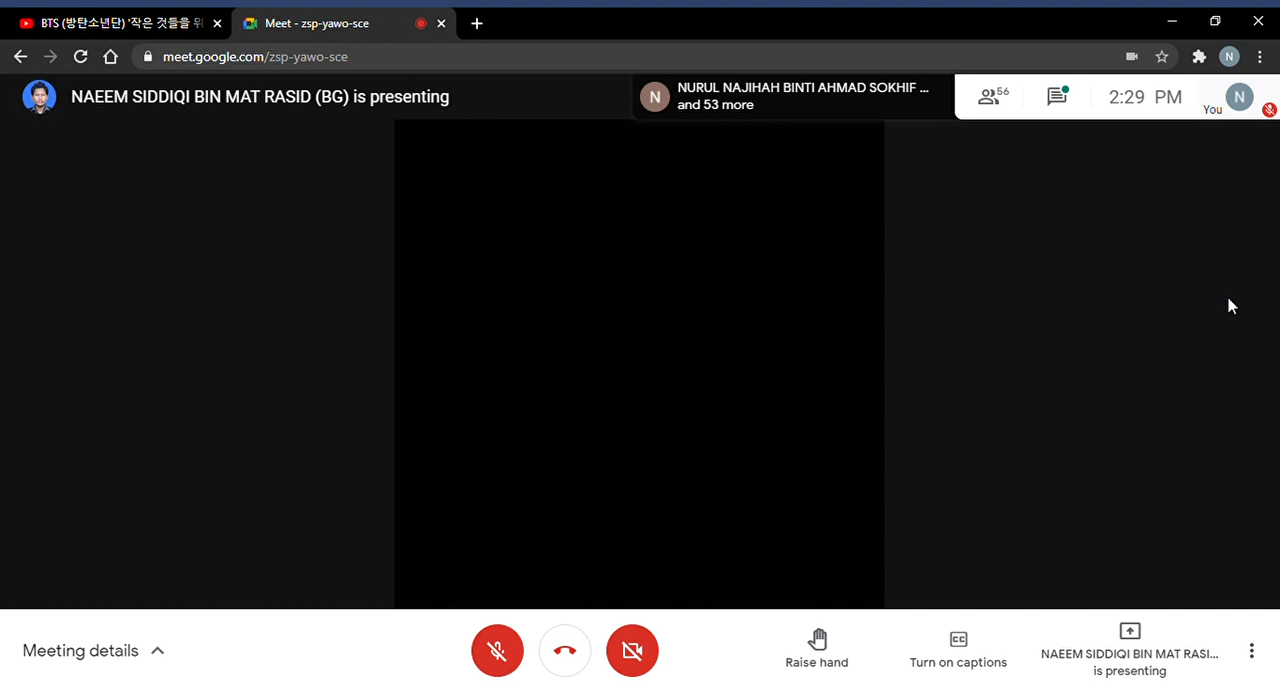 BTS (방탄소년단) '작은 것들을 위
Meet - zsp-yawo-sce
meet.google.com/zsp-yawo-sce
N
NAEEM SIDDIQI BIN MAT RASID (BG) is presenting
N
NURUL NAJIHAH BINTI AHMAD SOKHIF ...
and 53 more
56
2:29 PM
You
N
Meeting details
Raise hand
CC
Turn on captions
NAEEM SIDDIQI BIN MAT RASI...
is presenting